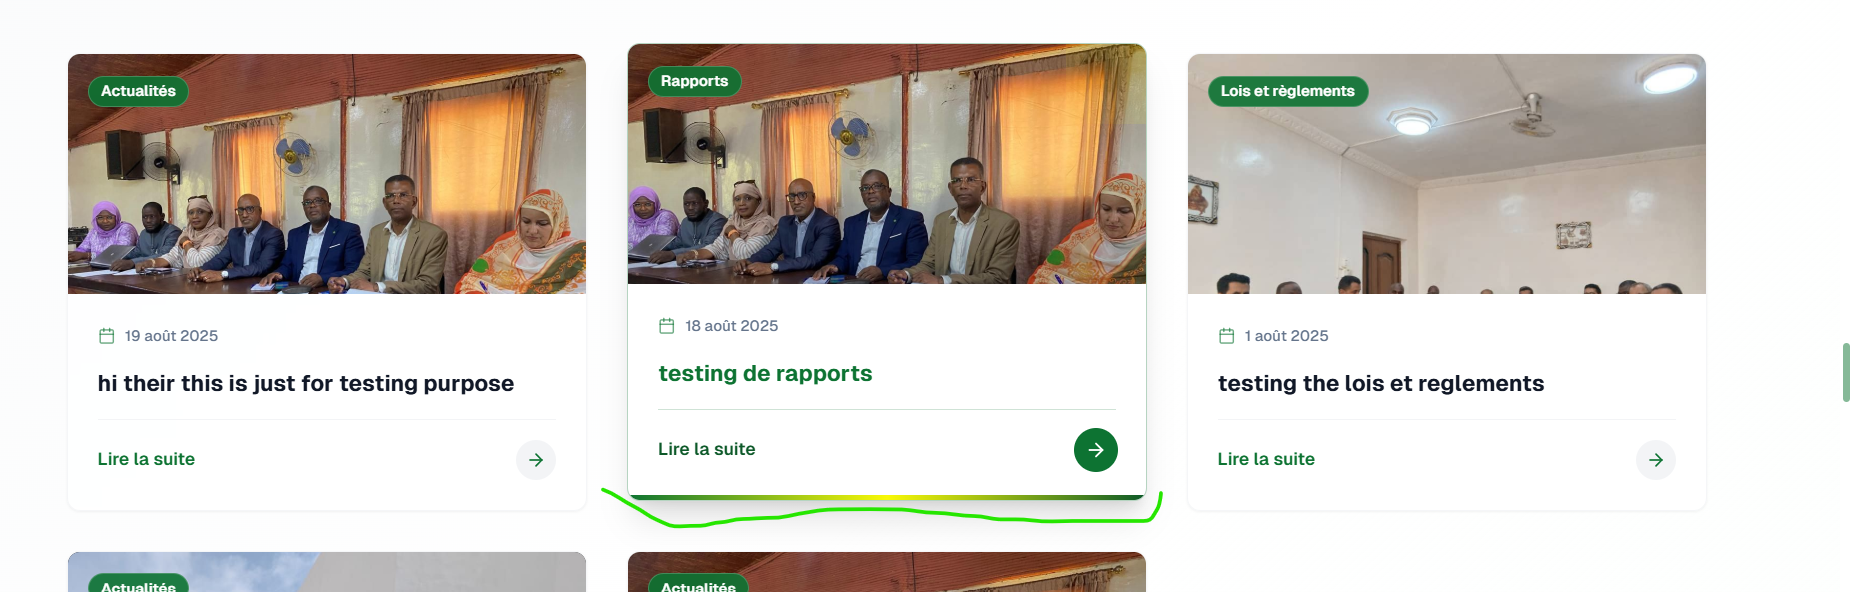 Actualités
Rapports
Lois et règlements
19 août 2025
18 août 2025
1 août 2025
hi their this is just for testing purpose
testing de rapports
testing the lois et reglements
Lire la suite
Lire la suite
Lire la suite
Actualités
Actualités